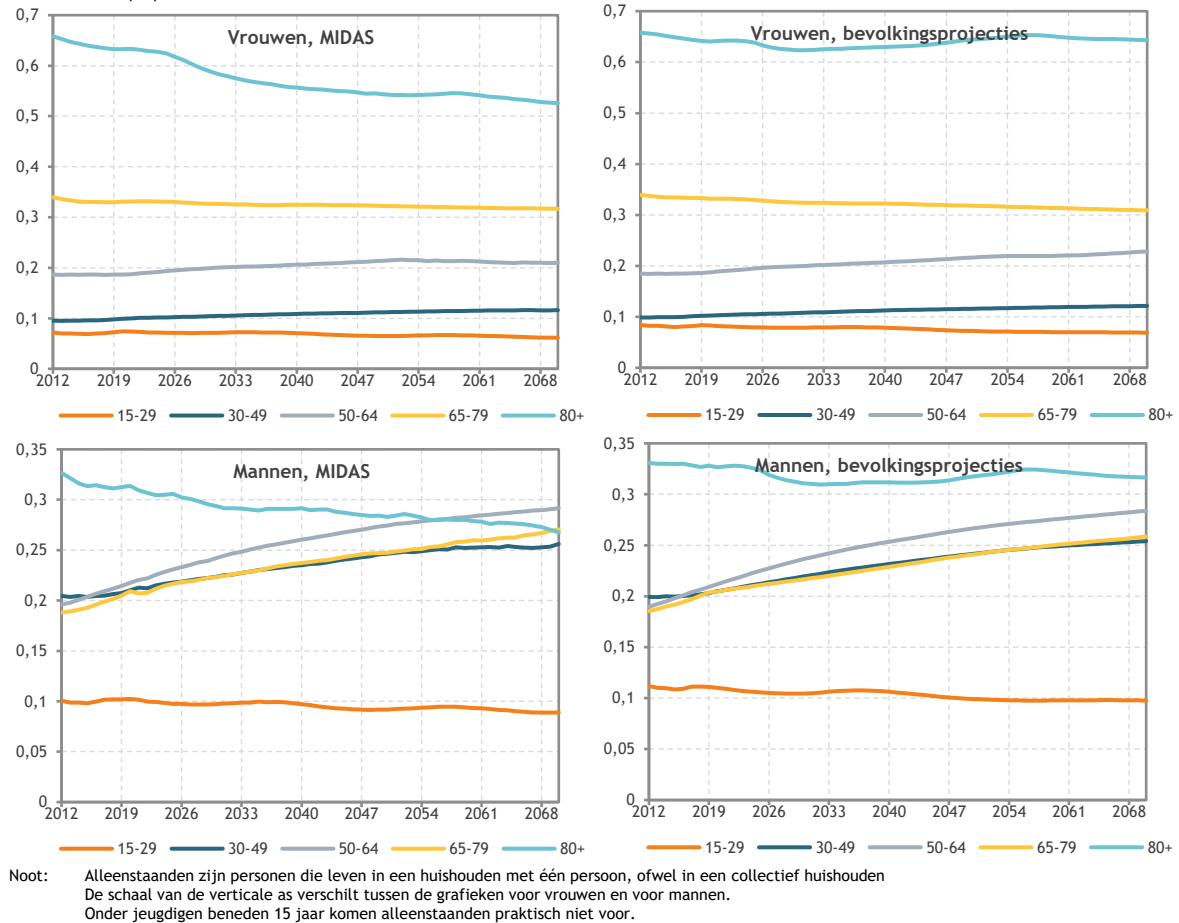 Vrouwen, MIDAS
0,7
0,6
0,5
0,4
0,3
0,2
0,1
0
2012 2019 2026 2033 2040 2047 2054 2061 2068
15-29 30-49 50-64 65-79 80+
Vrouwen, bevolkingsprojecties
0,7
0,6
0,5
0,4
0,3
0,2
0,1
0
2012 2019 2026 2033 2040 2047 2054 2061 2068
15-29 30-49 50-64 65-79 80+
Mannen, MIDAS
0,35
0,3
0,25
0,2
0,15
0,1
0,05
0
2012 2019 2026 2033 2040 2047 2054 2061 2068
15-29 30-49 50-64 65-79 80+
Mannen, bevolkingsprojecties
0,35
0,3
0,25
0,2
0,15
0,1
0,05
0
2012 2019 2026 2033 2040 2047 2054 2061 2068
15-29 30-49 50-64 65-79 80+
Noot: Alleenstaanden zijn personen die leven in een huishouden met één persoon, ofwel in een collectief huishouden
De schaal van de verticale as verschilt tussen de grafieken voor vrouwen en voor mannen.
Onder jeugdigen beneden 15 jaar komen alleenstaanden praktisch niet voor.